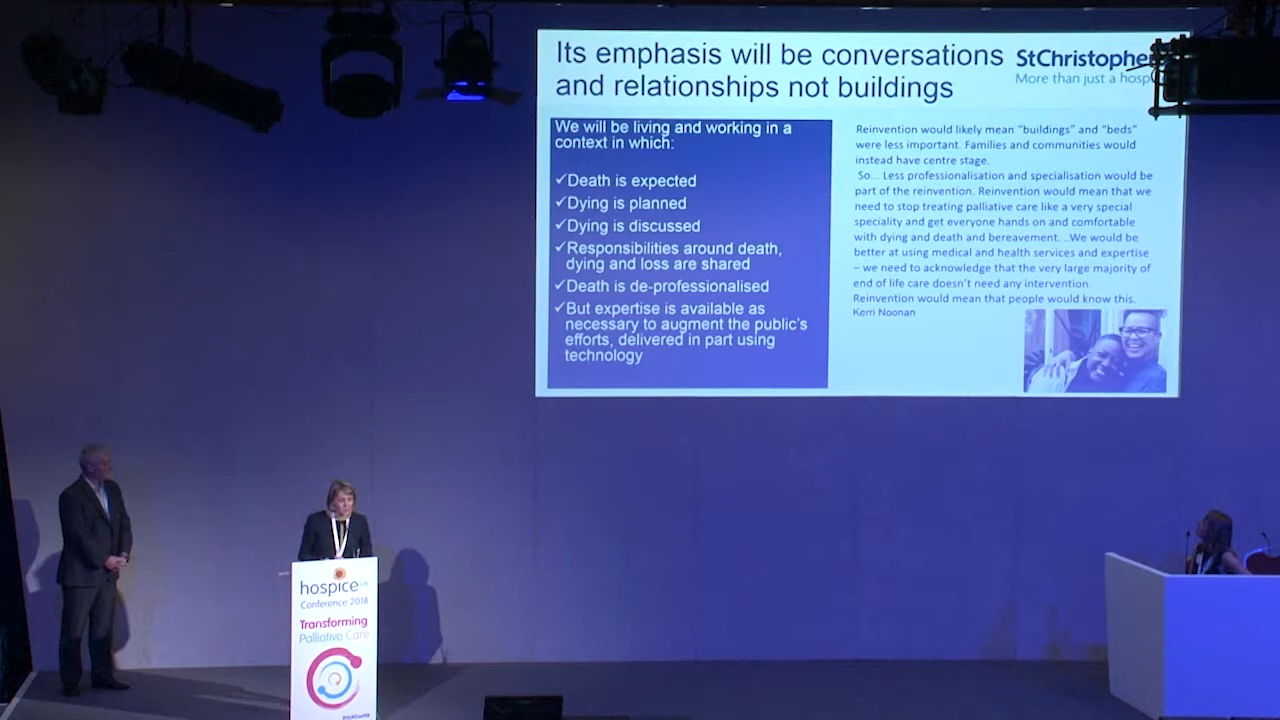 Its emphasis will be conversations
and relationships not buildings
StChristopher
More than just a hosp
We will be living and working in a
context in which:
✓Death is expected
✓Dying is planned
✓Dying is discussed
✓Responsibilities around death,
dying and loss are shared
✓Death is de-professionalised
✓But expertise is available as
necessary to augment the public's
efforts, delivered in part using
technology
Reinvention would likely mean "buildings" and "beds"
were less important. Families and communities would
instead have centre stage.
So... Less professionalisation and specialisation would be
part of the reinvention. Reinvention would mean that we
need to stop treating palliative care like a very special
speciality and get everyone hands on and comfortable
with dying and death and bereavement. ..We would be
better at using medical and health services and expertise
– we need to acknowledge that the very large majority of
end of life care doesn't need any intervention.
Reinvention would mean that people would know this.
Kerri Noonan
hospice UK
Conference 2018
Transforming
Palliative Care